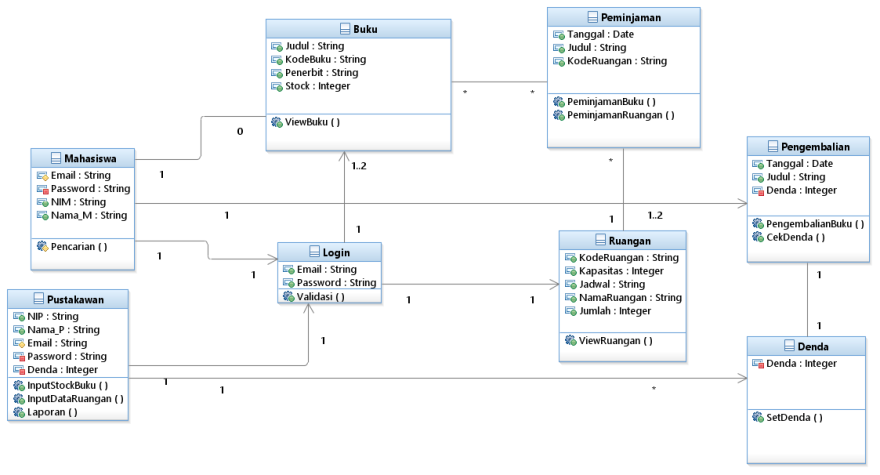 Buku
Judul : String
KodeBuku : String
Penerbit : String
Stock : Integer
ViewBuku ( )
Peminjaman
Tanggal : Date
Judul : String
KodeRuangan : String
PeminjamanBuku ( )
PeminjamanRuangan ( )
* *
0
1
Mahasiswa
Email : String
Password : String
NIM : String
Nama_M : String
Pencarian ( )
Pengembalian
Tanggal : Date
Judul : String
Denda : Integer
PengembalianBuku ( )
CekDenda ( )
1..2
*
1 1..2
1
1
1
1
Login
Email : String
Password : String
Validasi ( )
Ruangan
KodeRuangan : String
Kapasitas : Integer
Jadwal : String
NamaRuangan : String
Jumlah : Integer
ViewRuangan ( )
1 1
1
1
Pustakawan
NIP : String
Nama_P : String
Email : String
Password : String
Denda : Integer
InputStockBuku ( )
InputDataRuangan ( )
Laporan ( )
1
1
1 *
Denda
Denda : Integer
SetDenda ( )